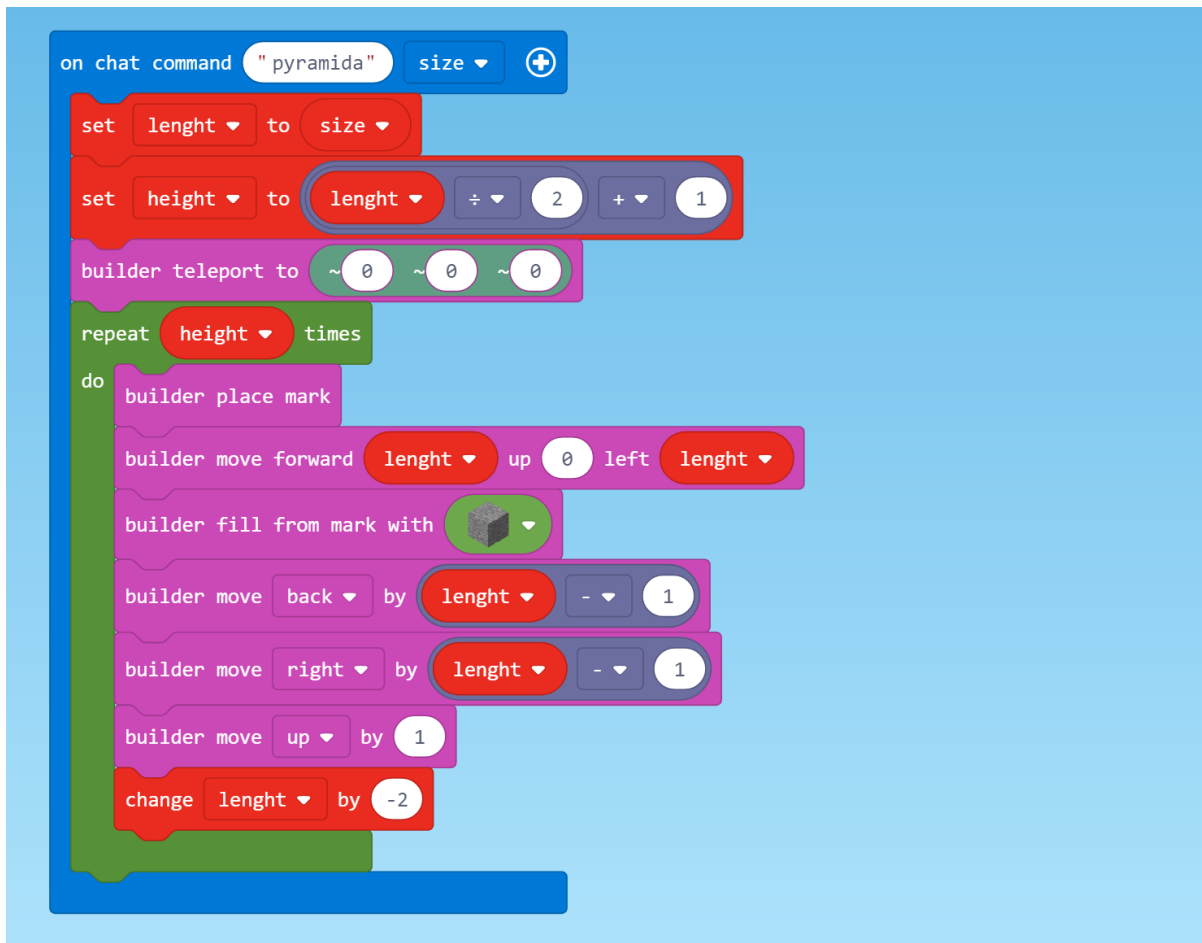 on chat command "pyramida" size
set lenght to size
set height to lenght ÷ 2 + 1
builder teleport to ~ 0 ~ 0 ~ 0
repeat height times
do
builder place mark
builder move forward lenght up 0 left lenght
builder fill from mark with
builder move back by lenght - 1
builder move right by lenght - 1
builder move up by 1
change lenght by -2